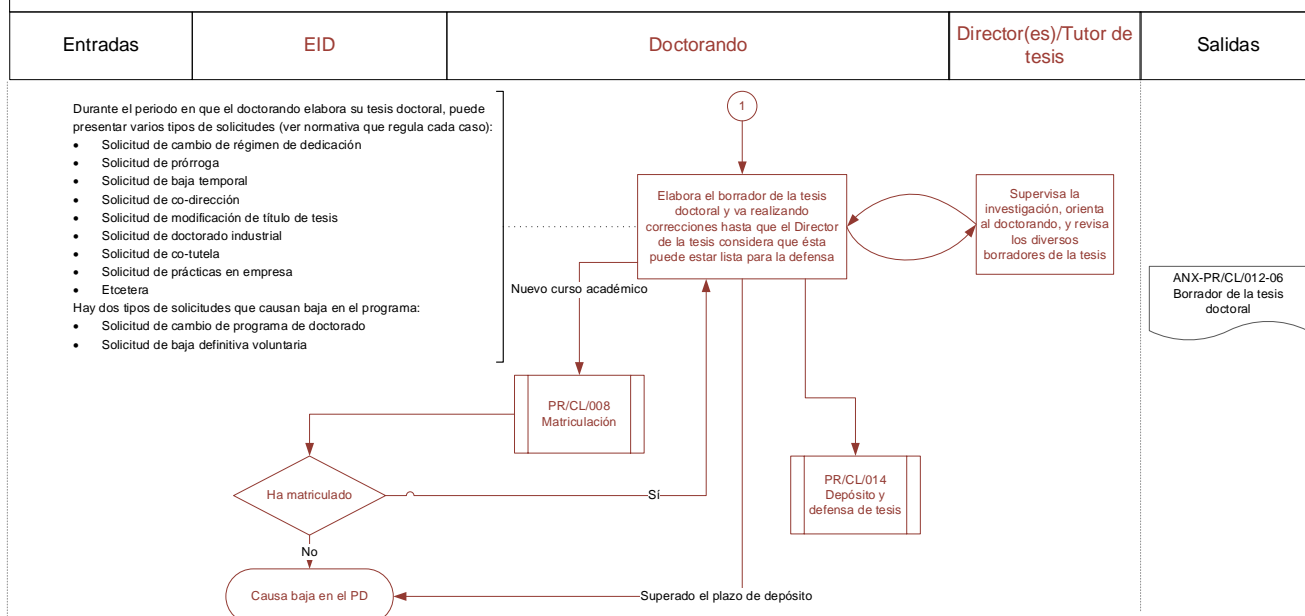 Entradas
EID
Doctorando
Director(es)/Tutor de
tesis
Salidas
Durante el periodo en que el doctorando elabora su tesis doctoral, puede
presentar varios tipos de solicitudes (ver normativa que regula cada caso):
• Solicitud de cambio de régimen de dedicación
• Solicitud de prórroga
• Solicitud de baja temporal
• Solicitud de co-dirección
• Solicitud de modificación de título de tesis
• Solicitud de doctorado industrial
• Solicitud de co-tutela
• Solicitud de prácticas en empresa
• Etcetera
Hay dos tipos de solicitudes que causan baja en el programa:
• Solicitud de cambio de programa de doctorado
• Solicitud de baja definitiva voluntaria
1
Elabora el borrador de la tesis
doctoral y va realizando
correcciones hasta que el Director
de la tesis considera que ésta
puede estar lista para la defensa
Supervisa la
investigación, orienta
al doctorando, y revisa
los diversos
borradores de la tesis
ANX-PR/CL/012-06
Borrador de la tesis
doctoral
Nuevo curso académico
PR/CL/008
Matriculación
PR/CL/014
Depósito y
defensa de tesis
Ha matriculado
Sí
No
Causa baja en el PD
Superado el plazo de depósito